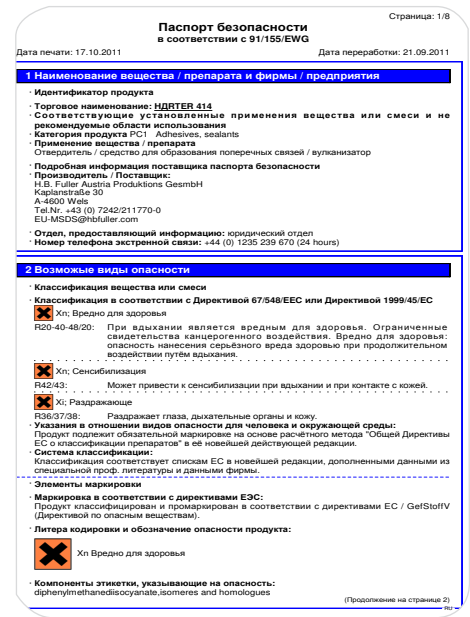 Страница: 1/8
Паспорт безопасности
в соответствии с 91/155/EWG
Дата печати: 17.10.2011 Дата переработки: 21.09.2011
1 Наименование вещества / препарата и фирмы / предприятия
· Идентификатор продукта
· Торговое наименование: HДRTER 414
· Соответствующие установленные применения вещества или смеси и не
рекомендуемые области использования
· Категория продукта PC1 Adhesives, sealants
· Применение вещества / препарата
Отвердитель / средство для образования поперечных связей / вулканизатор
· Подробная информация поставщика паспорта безопасности
· Производитель / Поставщик:
H.B. Fuller Austria Produktions GesmbH
Kaplanstraße 30
A-4600 Wels
Tel.Nr. +43 (0) 7242/211770-0
EU-MSDS@hbfuller.com
· Отдел, предоставляющий информацию: юридический отдел
· Номер телефона экстренной связи: +44 (0) 1235 239 670 (24 hours)
2 Возможые виды опасности
· Классификация вещества или смеси
· Классификация в соответствии с Директивой 67/548/EEC или Директивой 1999/45/EC
Xn; Вредно для здоровья
R20-40-48/20: При вдыхании является вредным для здоровья. Ограниченные
свидетельства канцерогенного воздействия. Вредно для здоровья:
опасность нанесения серьёзного вреда здоровью при продолжительном
воздействии путём вдыхания.
Xn; Сенсибилизация
R42/43: Может привести к сенсибилизации при вдыхании и при контакте с кожей.
Xi; Раздражающе
R36/37/38: Раздражает глаза, дыхательные органы и кожу.
· Указания в отношении видов опасности для человека и окружающей среды:
Продукт подлежит обязательной маркировке на основе расчётного метода "Общей Директивы
ЕС о классификации препаратов" в её новейшей действующей редакции.
· Система классификации:
Классификация соответствует спискам ЕС в новейшей редакции, дополненными данными из
специальной проф. литературы и данными фирмы.
· Элементы маркировки
· Маркировка в соответствии с директивами ЕЭС:
Продукт классифицирован и промаркирован в соответствии с директивами ЕС / GefStoffV
(Директивой по опасным веществам).
· Литера кодировки и обозначение опасности продукта:
Xn Вредно для здоровья
· Компоненты этикетки, указывающие на опасность:
diphenylmethanediisocyanate,isomeres and homologues
(Продолжение на странице 2)
RU